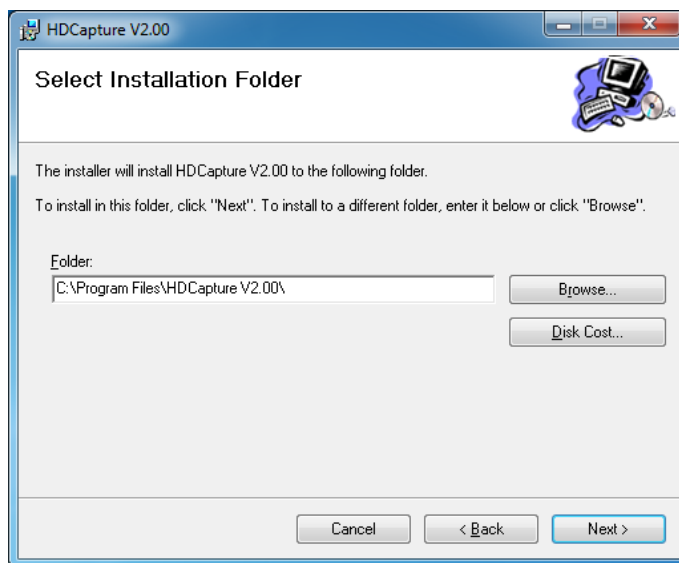 HDCapture V2.00
Select Installation Folder
The installer will install HDCapture V2.00 to the following folder.
To install in this folder, click "Next". To install to a different folder, enter it below or click "Browse".
Folder:
C:\Program Files\HDCapture V2.00\
Browse...
Disk Cost...
Cancel
< Back
Next >